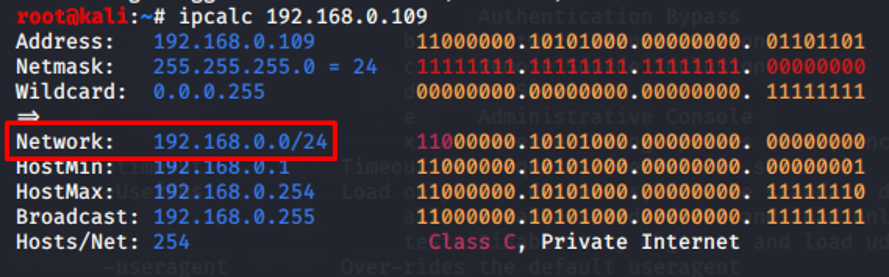 root@kali:~# ipcalc 192.168.0.109
Authentication Bypass
Address: 192.168.0.109 11000000.10101000.00000000. 01101101
Netmask: 255.255.255.0 = 24 11111111.11111111.11111111. 00000000
Wildcard: 0.0.0.255 00000000.00000000.00000000. 11111111
=>
Administrative Console
Network: 192.168.0.0/24 11000000.10101000.00000000. 00000000
HostMin: 192.168.0.1 11000000.10101000.00000000. 00000001
HostMax: 192.168.0.254 11000000.10101000.00000000. 11111110
Broadcast: 192.168.0.255 11000000.10101000.00000000. 11111111
Hosts/Net: 254 Class C, Private Internet
-useragent Over-rides the default useragent